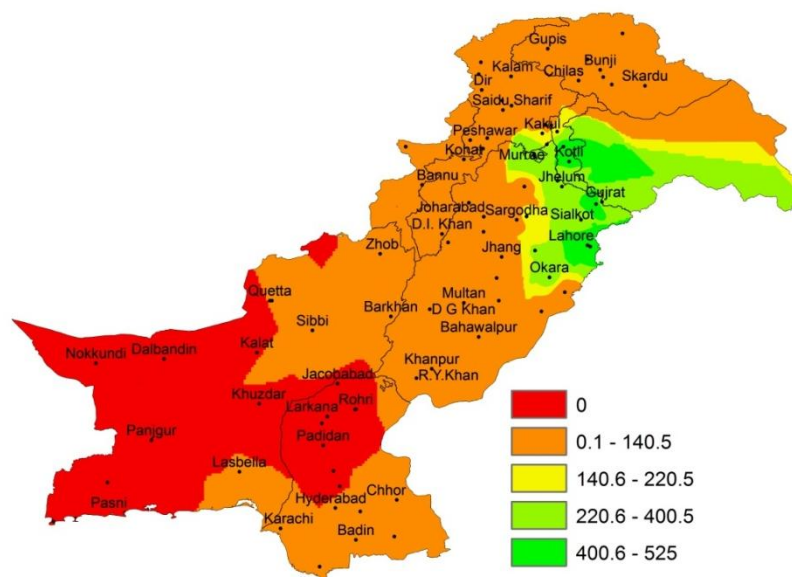 Gupis
Bunji
Kalam
Chilas
Skardu
Dir
Saidu Sharif
Kakul
Peshawar
Kohat
Murree
Kotli
Bannu
Jhelum
Gujrat
Joharabad
Sargodha
Sialkot
D.I. Khan
Lahore
Zhob
Jhang
Okara
Quetta
Multan
Barkhan
D G Khan
Sibbi
Bahawalpur
Kalat
Nokkundi
Dalbandin
Khanpur
R.Y.Khan
Jacobabad
Khuzdar
Larkana
Rohri
Panjgur
Padidan
Lasbella
Pasni
Hyderabad
Chhor
Karachi
Badin
0
0.1 - 140.5
140.6 - 220.5
220.6 - 400.5
400.6 - 525